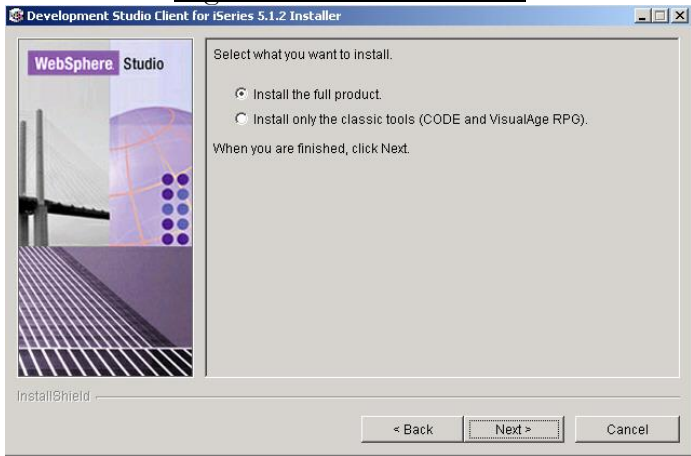 Development Studio Client for iSeries 5.1.2 Installer
WebSphere Studio
Select what you want to install.
Install the full product.
Install only the classic tools (CODE and VisualAge RPG).
When you are finished, click Next.
InstallShield
< Back
Next >
Cancel